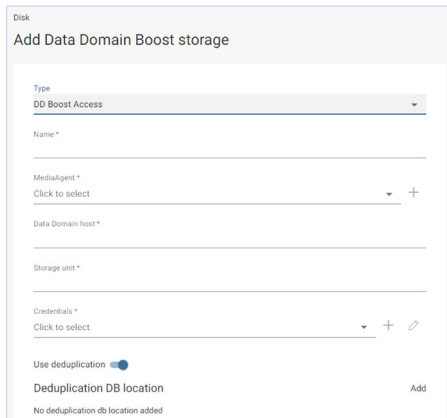 Disk
Add Data Domain Boost storage
Type
DD Boost Access
Name *
MediaAgent *
Click to select
Data Domain host *
Storage unit *
Credentials *
Click to select
Use deduplication
Deduplication DB location Add
No deduplication db location added